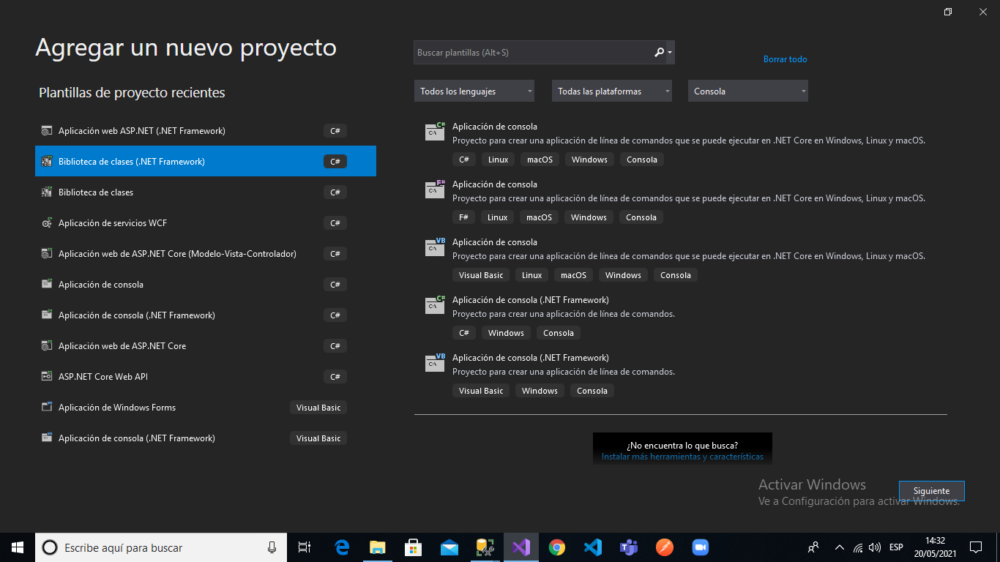 Agregar un nuevo proyecto
Plantillas de proyecto recientes
Aplicación web ASP.NET (.NET Framework) C#
Biblioteca de clases (.NET Framework) C#
Biblioteca de clases C#
Aplicación de servicios WCF C#
Aplicación web de ASP.NET Core (Modelo-Vista-Controlador) C#
Aplicación de consola C#
Aplicación de consola (.NET Framework) C#
Aplicación web de ASP.NET Core C#
ASP.NET Core Web API C#
Aplicación de Windows Forms Visual Basic
Aplicación de consola (.NET Framework) Visual Basic
Buscar plantillas (Alt+S)
Borrar todo
Todos los lenguajes Todas las plataformas Consola
C# Aplicación de consola
C:\ Proyecto para crear una aplicación de línea de comandos que se puede ejecutar en .NET Core en Windows, Linux y macOS.
C# Linux macOS Windows Consola
F# Aplicación de consola
C:\ Proyecto para crear una aplicación de línea de comandos que se puede ejecutar en .NET Core en Windows, Linux y macOS.
F# Linux macOS Windows Consola
VB Aplicación de consola
C:\ Proyecto para crear una aplicación de línea de comandos que se puede ejecutar en .NET Core en Windows, Linux y macOS.
Visual Basic Linux macOS Windows Consola
C# Aplicación de consola (.NET Framework)
C:\ Proyecto para crear una aplicación de línea de comandos.
C# Windows Consola
VB Aplicación de consola (.NET Framework)
C:\ Proyecto para crear una aplicación de línea de comandos.
Visual Basic Windows Consola
¿No encuentra lo que busca?
Instalar más herramientas y características
Activar Windows
Ve a Configuración para activar Windows.
Siguiente
Escribe aquí para buscar
ESP
14:32
20/05/2021